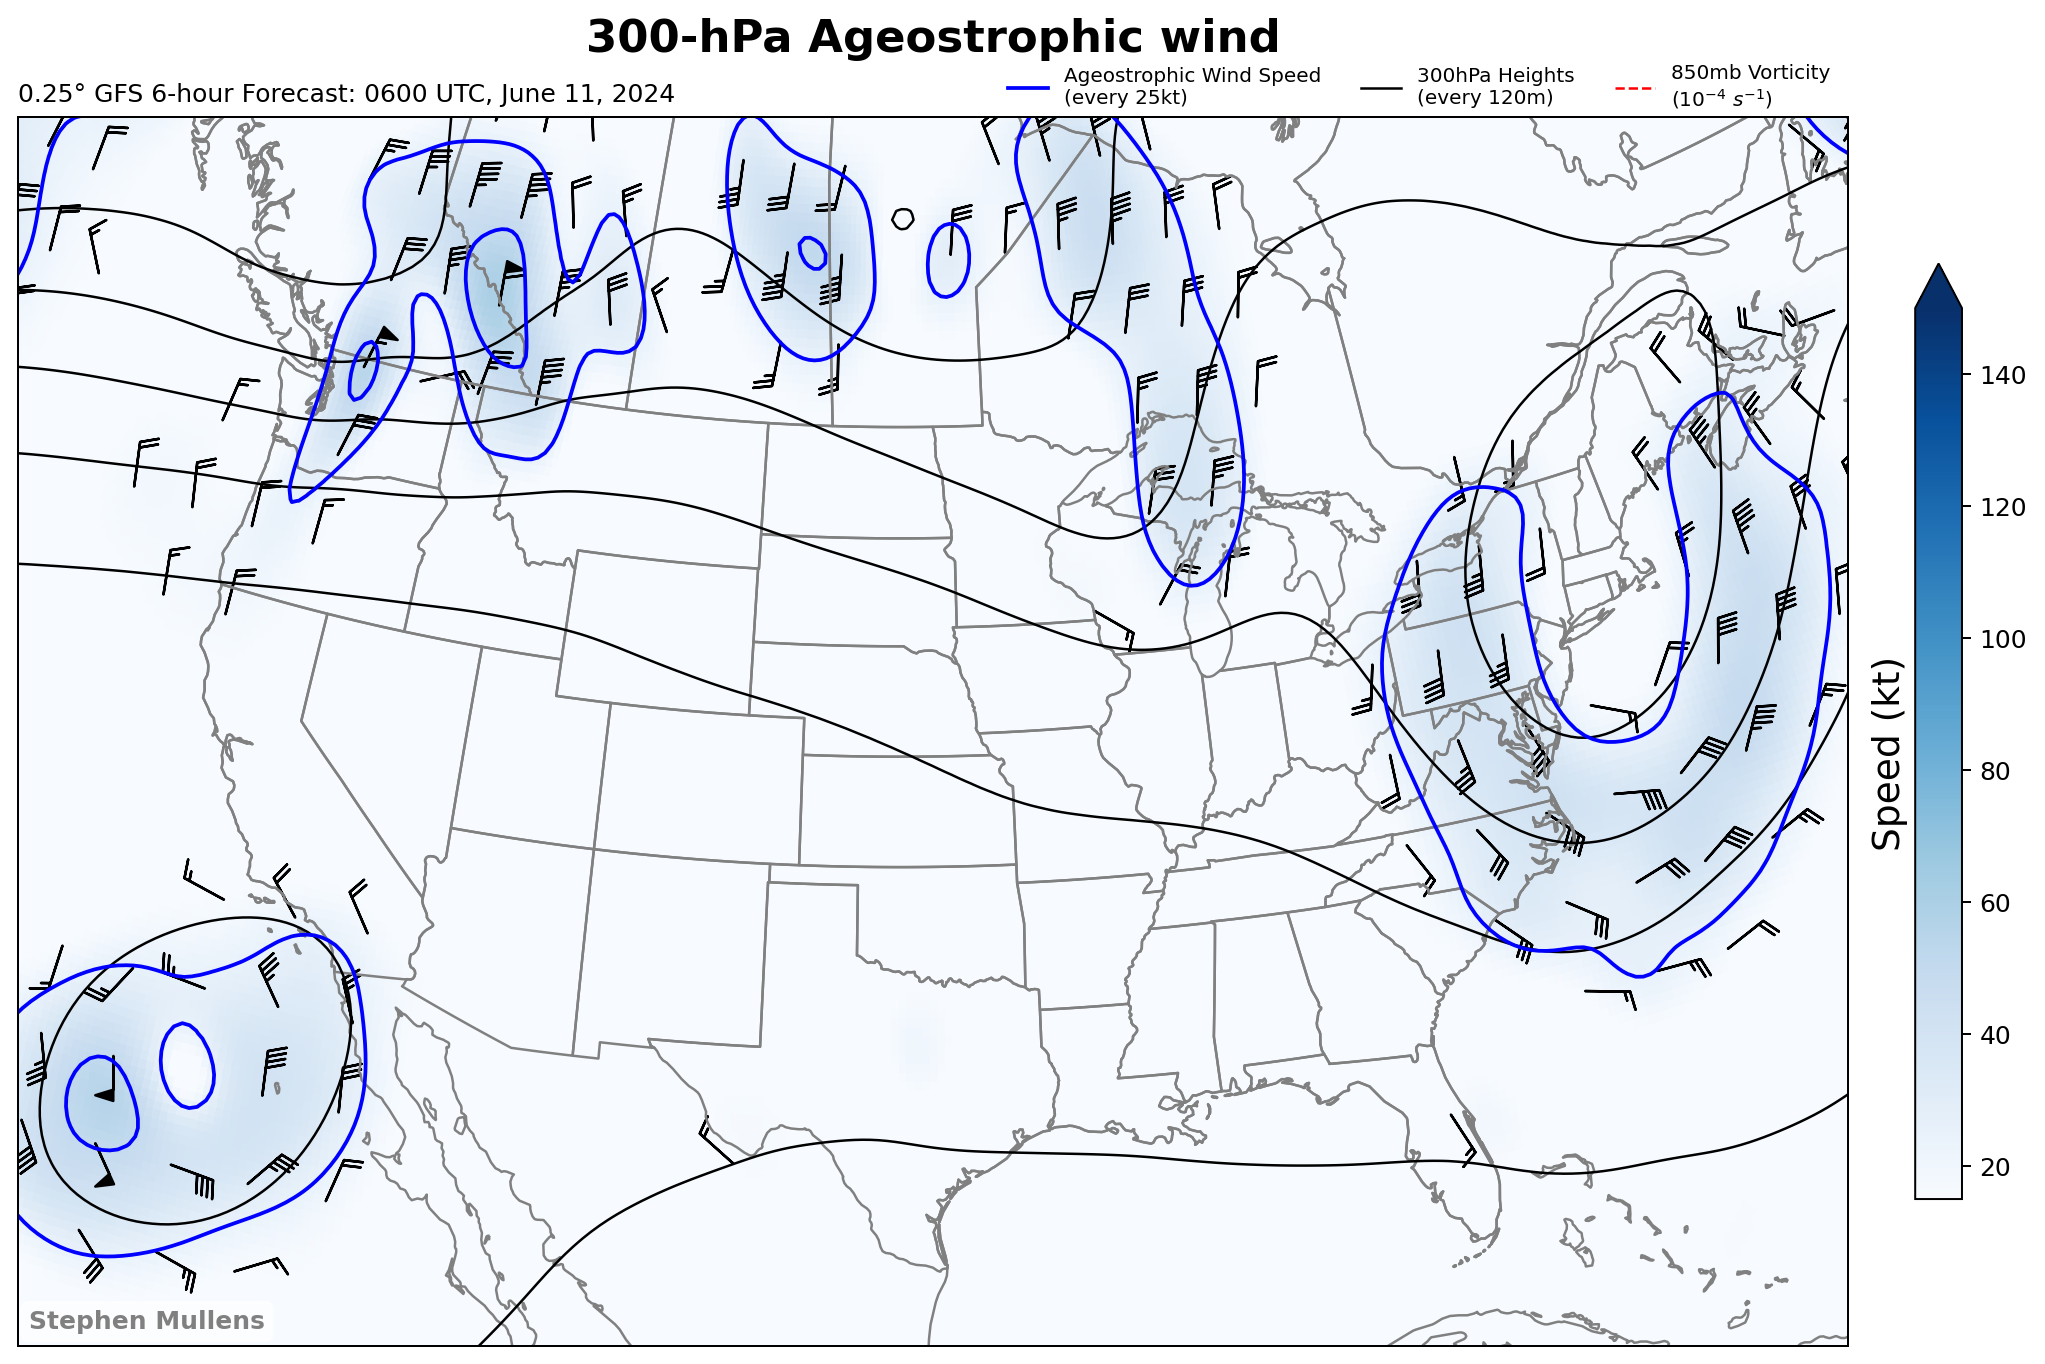 300-hPa Ageostrophic wind
0.25° GFS 6-hour Forecast: 0600 UTC, June 11, 2024
Ageostrophic Wind Speed
(every 25kt)
300hPa Heights
(every 120m)
850mb Vorticity
(10⁻⁴ s⁻¹)
140
120
100
80
60
40
20
Speed (kt)
Stephen Mullens